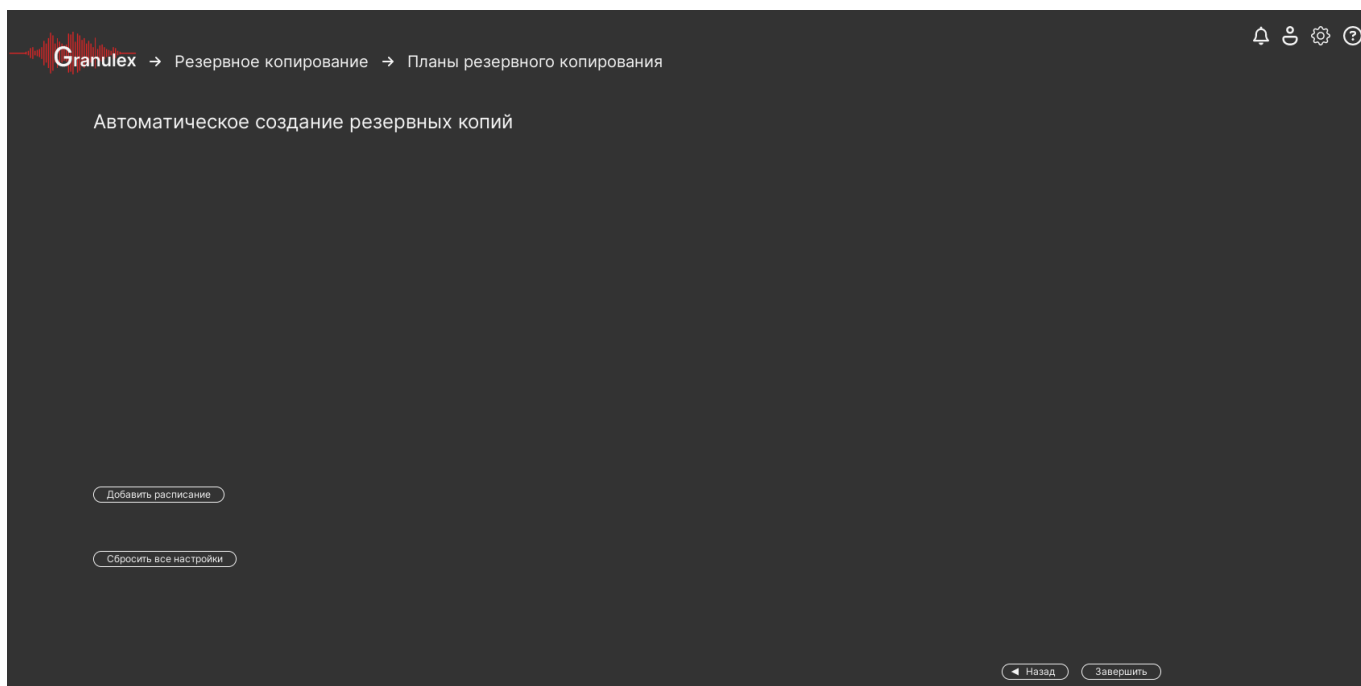 Granulex → Резервное копирование → Планы резервного копирования
Автоматическое создание резервных копий
Добавить расписание
Сбросить все настройки
◄ Назад Завершить